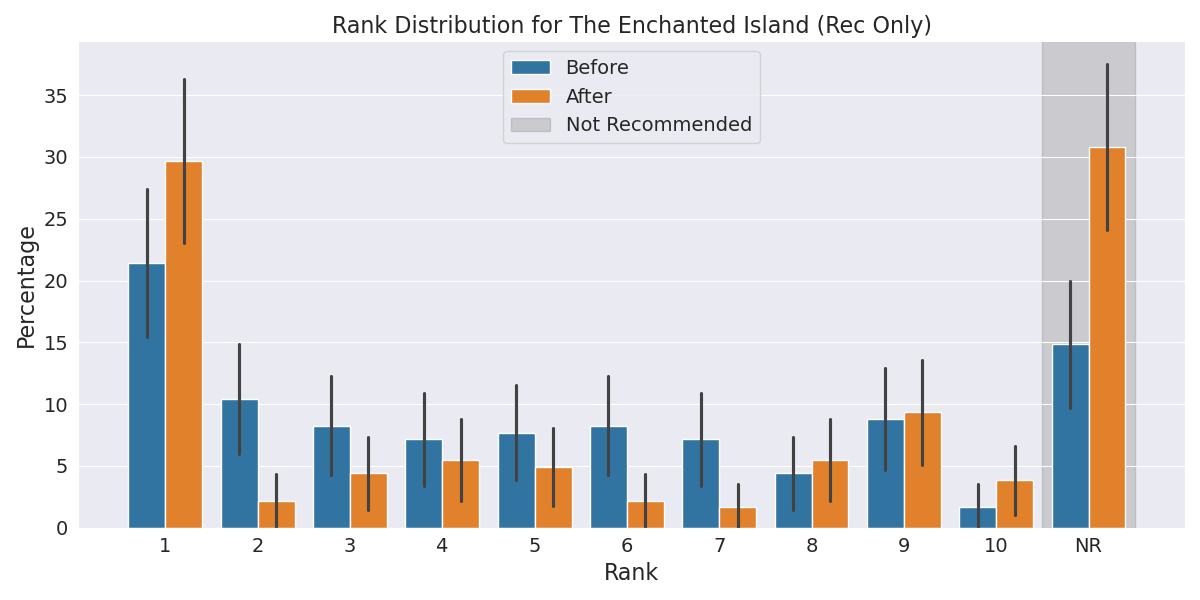 Rank Distribution for The Enchanted Island (Rec Only)
Before
After
Not Recommended
Percentage
35
30
25
20
15
10
5
0
1 2 3 4 5 6 7 8 9 10 NR
Rank